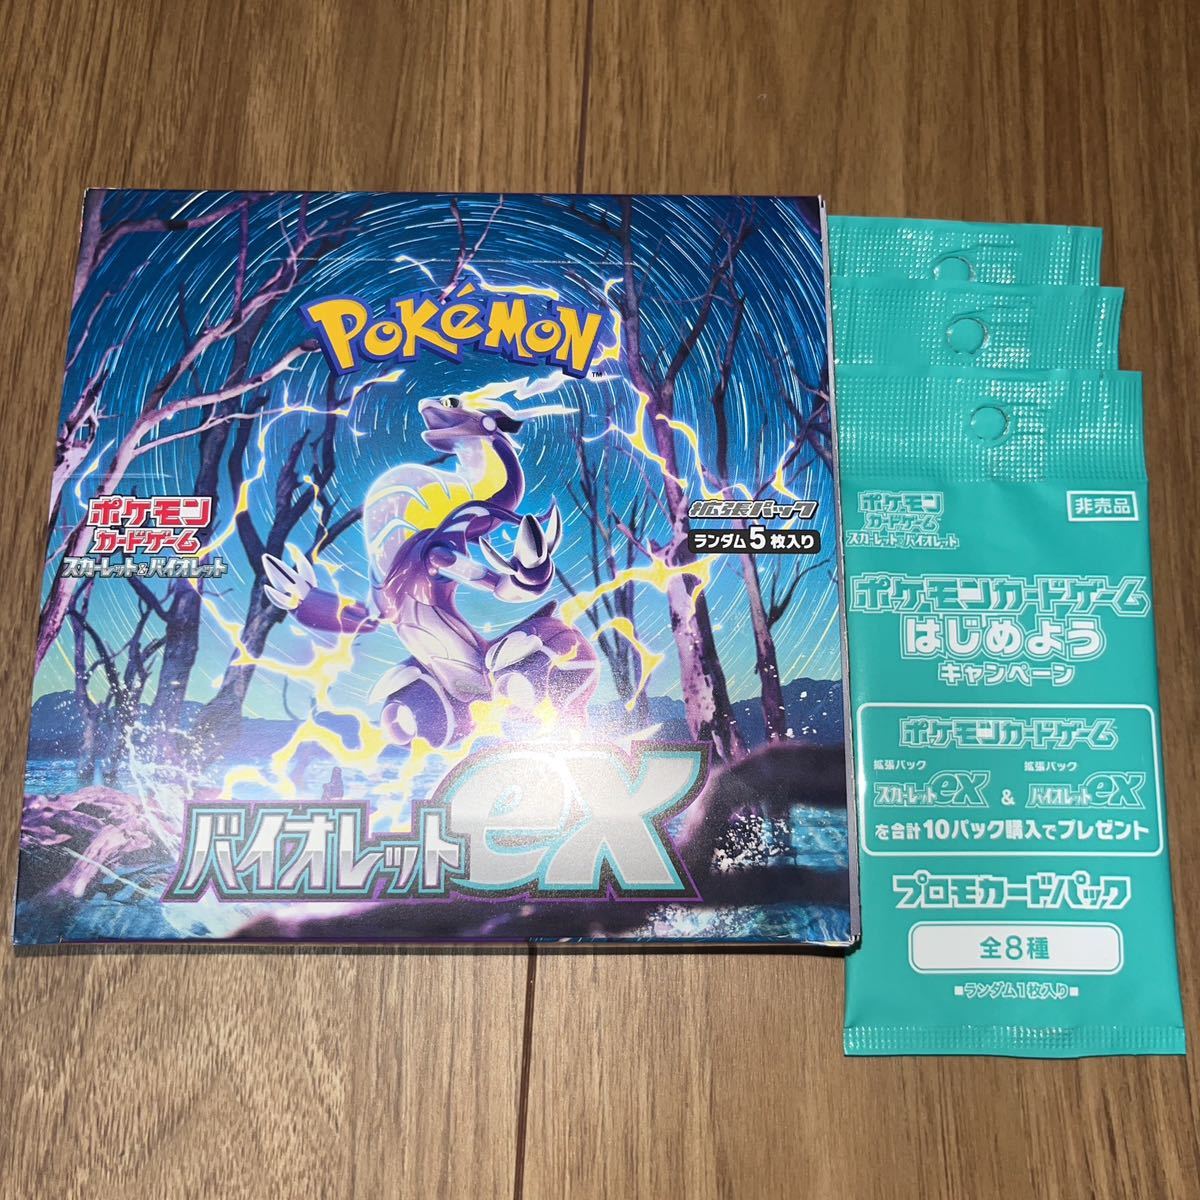 POKéMON
TM
ポケモン
カードゲーム
スカーレット&バイオレット
拡張パック
ランダム5枚入り
バイオレットex
非売品
ポケモン
カードゲーム
スカーレット&バイオレット
ポケモンカードゲーム
はじめよう
キャンペーン
ポケモンカードゲーム
拡張パック
スカーレットex
&
拡張パック
バイオレットex
を合計10パック購入でプレゼント
プロモカードパック
全8種
■ランダム1枚入り■